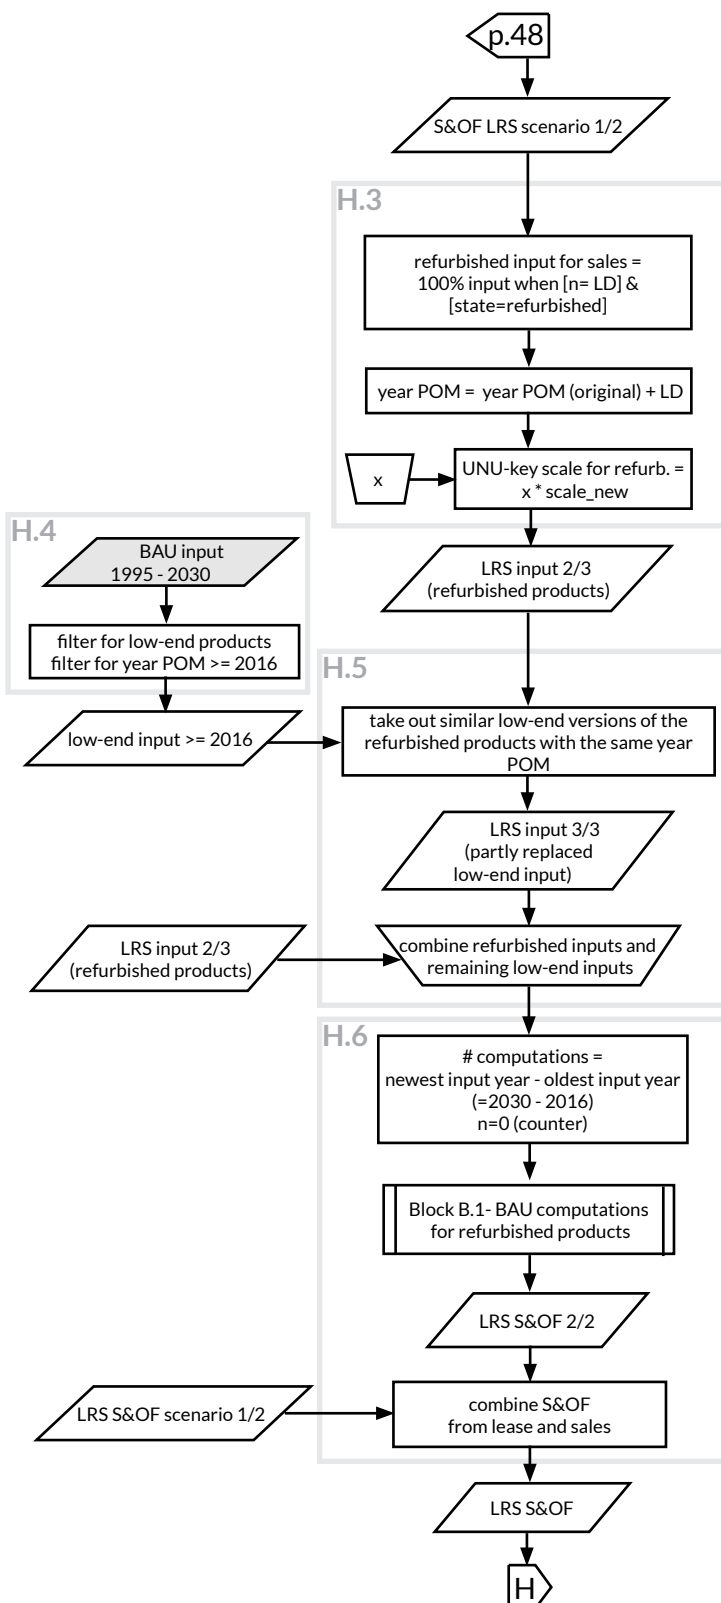 p.48
S&OF LRS scenario 1/2
H.3
refurbished input for sales =
100% input when [n= LD] &
[state=refurbished]
year POM = year POM (original) + LD
x
UNU-key scale for refurb. =
x * scale_new
H.4
BAU input
1995 - 2030
filter for low-end products
filter for year POM >= 2016
low-end input >= 2016
LRS input 2/3
(refurbished products)
H.5
take out similar low-end versions of the
refurbished products with the same year
POM
LRS input 3/3
(partly replaced
low-end input)
LRS input 2/3
(refurbished products)
combine refurbished inputs and
remaining low-end inputs
H.6
# computations =
newest input year - oldest input year
(=2030 - 2016)
n=0 (counter)
Block B.1- BAU computations
for refurbished products
LRS S&OF 2/2
LRS S&OF scenario 1/2
combine S&OF
from lease and sales
LRS S&OF
H